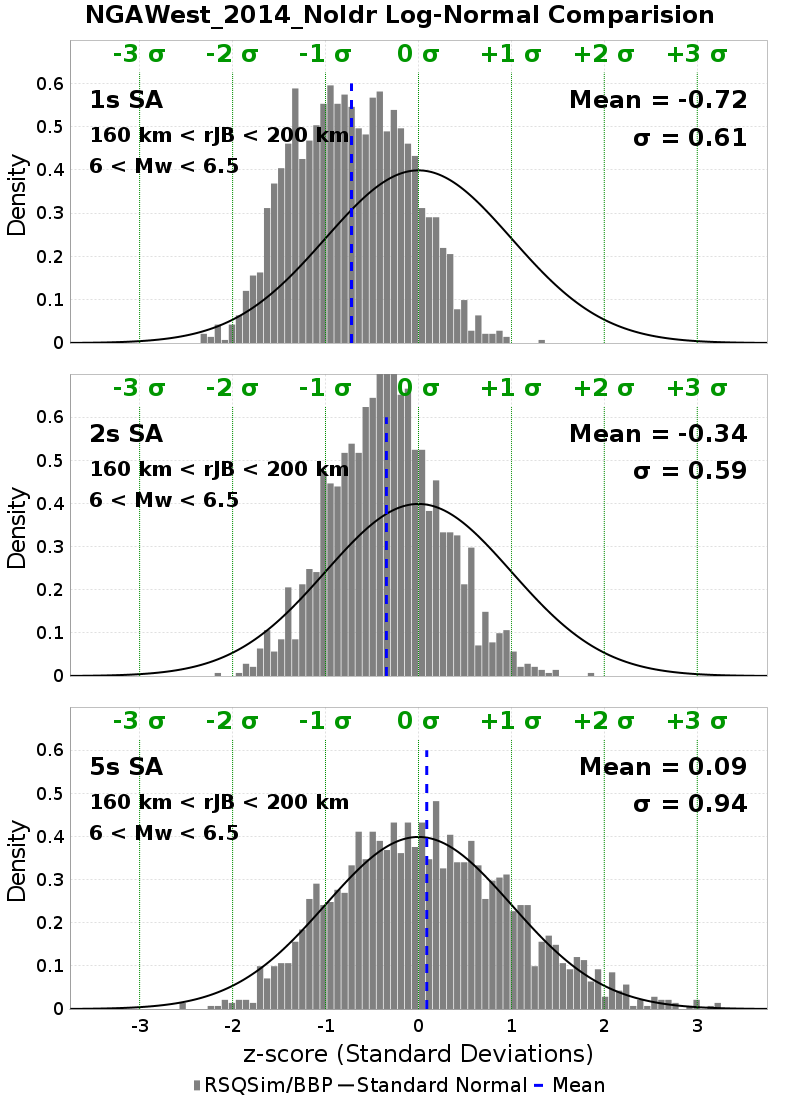 NGAWest_2014_NoIdr Log-Normal Comparision
-3 σ -2 σ -1 σ 0 σ +1 σ +2 σ +3 σ
0.6
1s SA
Mean = -0.72
0.5
160 km < rJB < 200 km
σ = 0.61
6 < Mw < 6.5
0.4
Density
0.3
0.2
0.1
0
-3 σ -2 σ -1 σ 0 σ +1 σ +2 σ +3 σ
0.6
2s SA
Mean = -0.34
0.5
160 km < rJB < 200 km
σ = 0.59
6 < Mw < 6.5
0.4
Density
0.3
0.2
0.1
0
-3 σ -2 σ -1 σ 0 σ +1 σ +2 σ +3 σ
0.6
5s SA
Mean = 0.09
0.5
160 km < rJB < 200 km
σ = 0.94
6 < Mw < 6.5
0.4
Density
0.3
0.2
0.1
0
-3 -2 -1 0 1 2 3
z-score (Standard Deviations)
RSQSim/BBP Standard Normal Mean